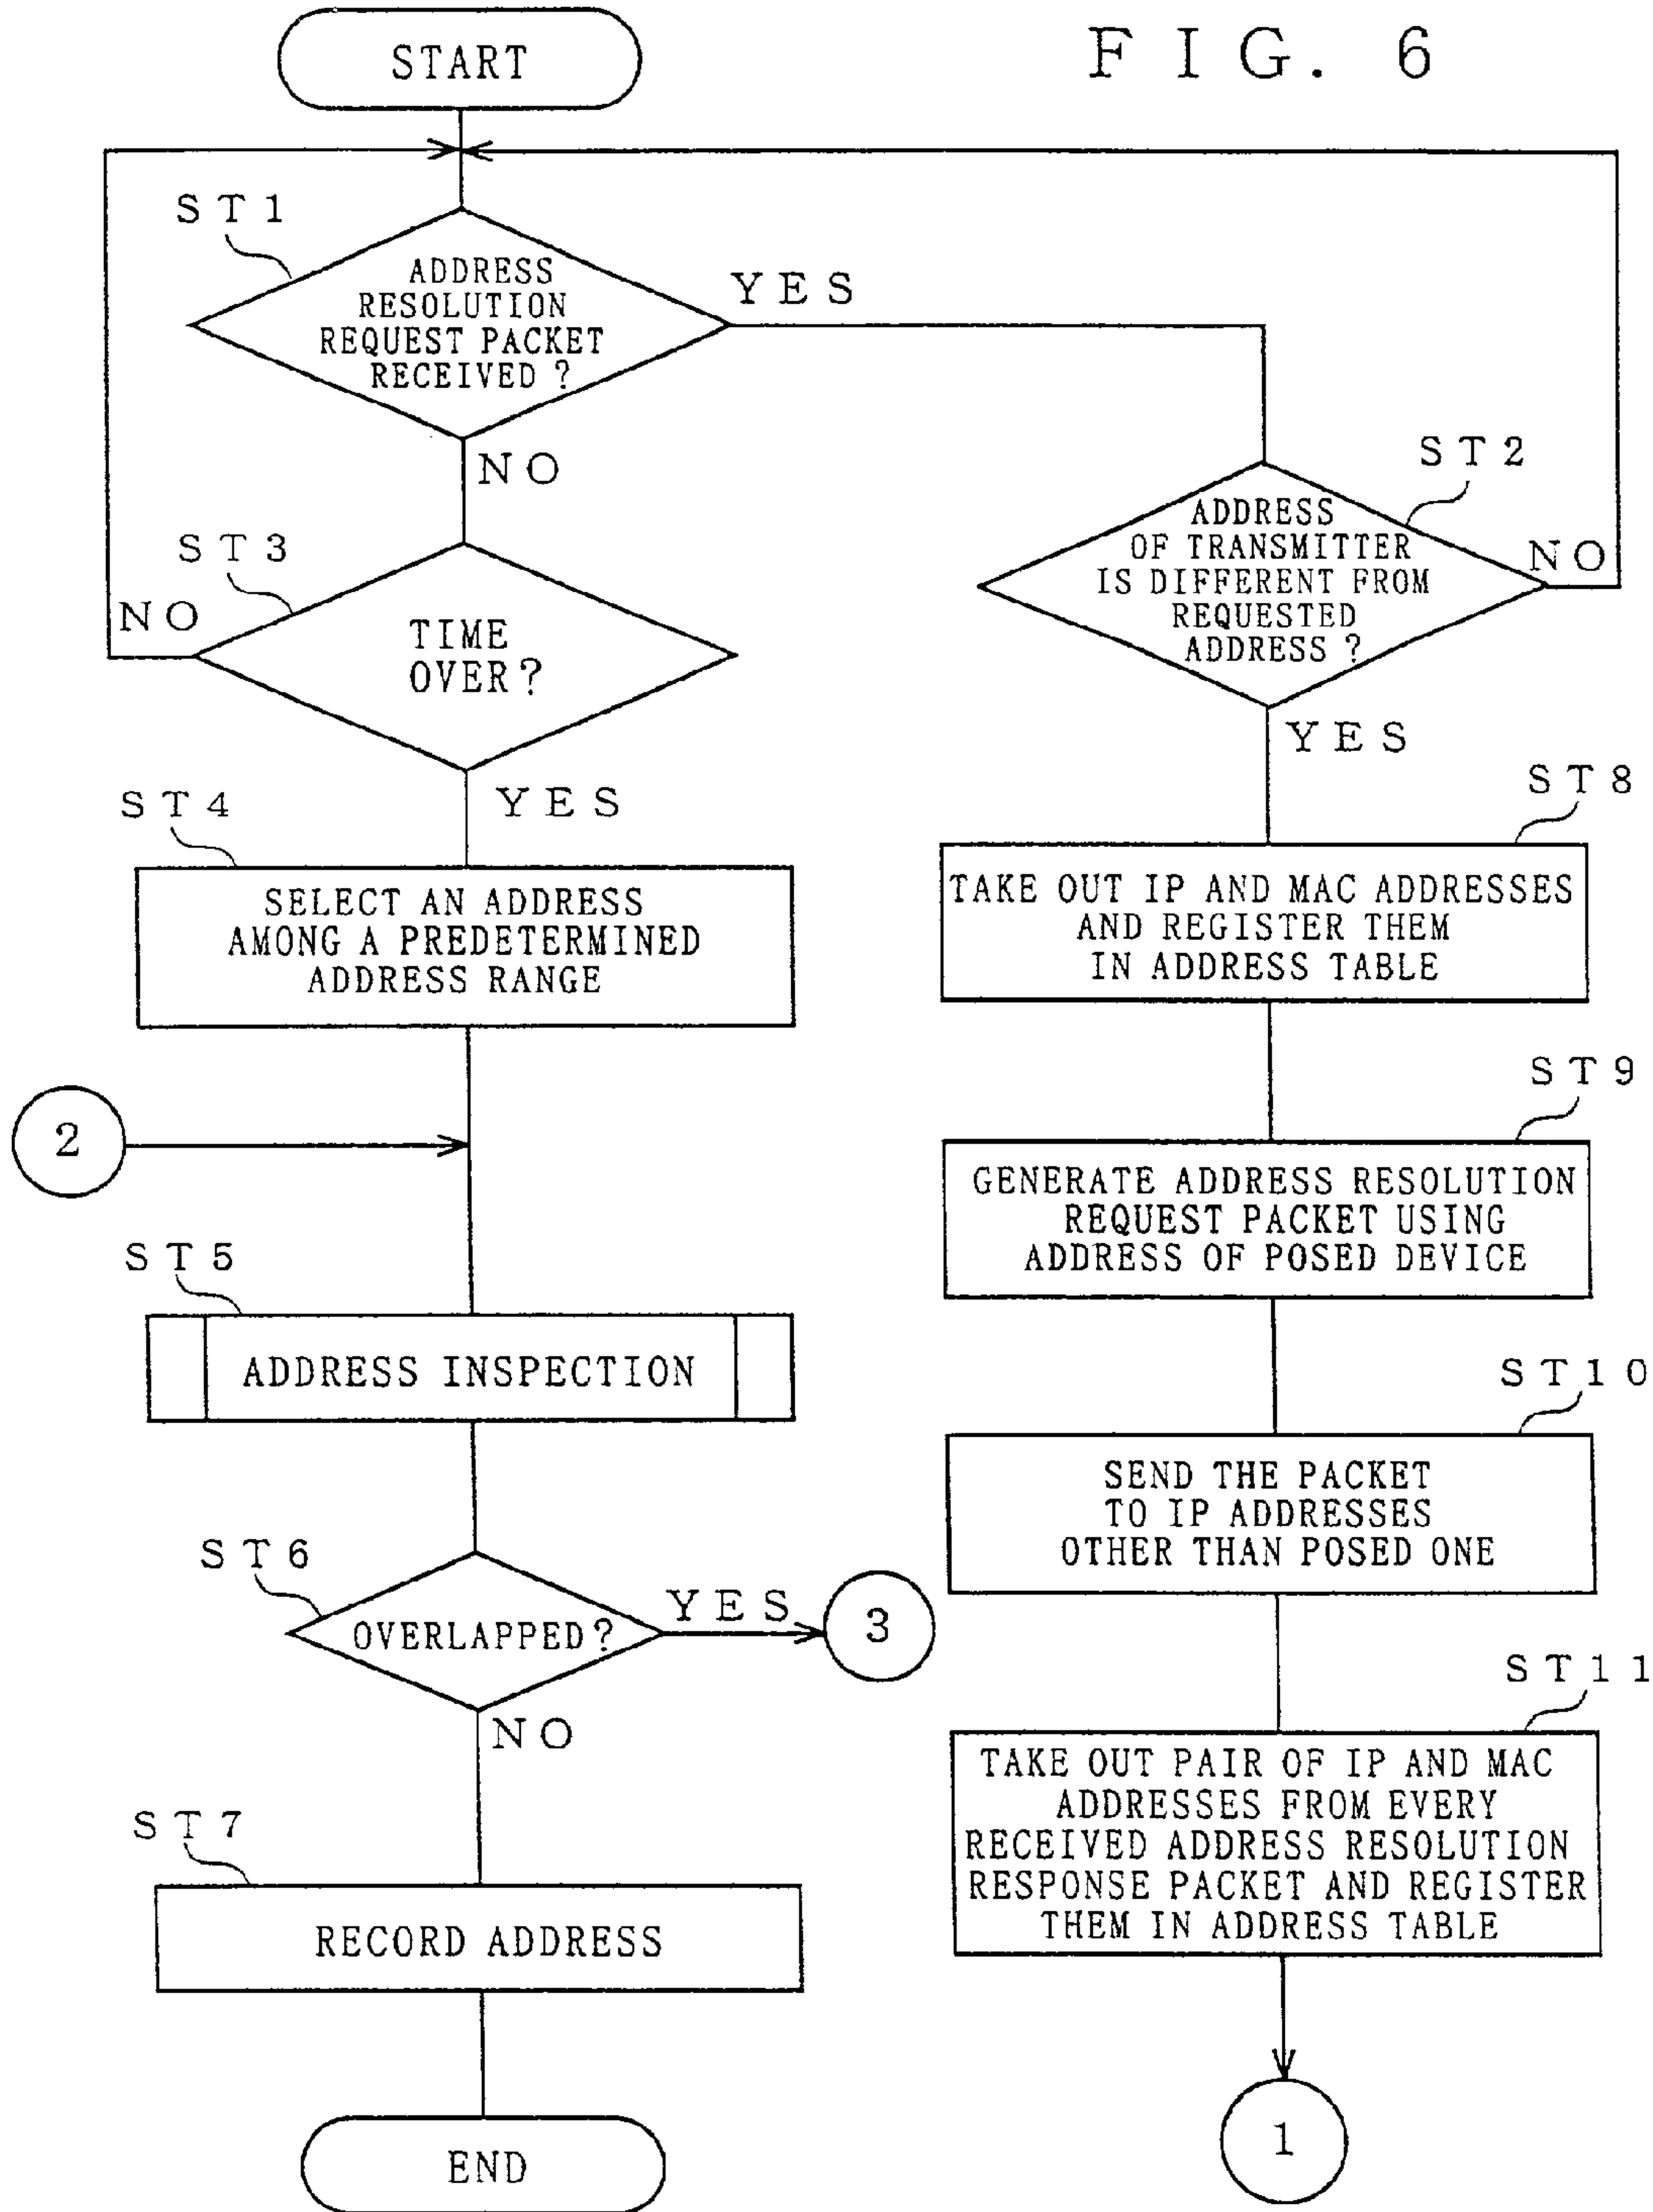 FIG. 6
START
ST1
ADDRESS
RESOLUTION
REQUEST PACKET
RECEIVED ?
YES
NO
ST2
ADDRESS
OF TRANSMITTER
IS DIFFERENT FROM
REQUESTED
ADDRESS ?
NO
YES
ST3
TIME
OVER?
NO
YES
ST4
SELECT AN ADDRESS
AMONG A PREDETERMINED
ADDRESS RANGE
2
ST5
ADDRESS INSPECTION
ST6
OVERLAPPED?
YES
3
NO
ST7
RECORD ADDRESS
END
ST8
TAKE OUT IP AND MAC ADDRESSES
AND REGISTER THEM
IN ADDRESS TABLE
ST9
GENERATE ADDRESS RESOLUTION
REQUEST PACKET USING
ADDRESS OF POSED DEVICE
ST10
SEND THE PACKET
TO IP ADDRESSES
OTHER THAN POSED ONE
ST11
TAKE OUT PAIR OF IP AND MAC
ADDRESSES FROM EVERY
RECEIVED ADDRESS RESOLUTION
RESPONSE PACKET AND REGISTER
THEM IN ADDRESS TABLE
1